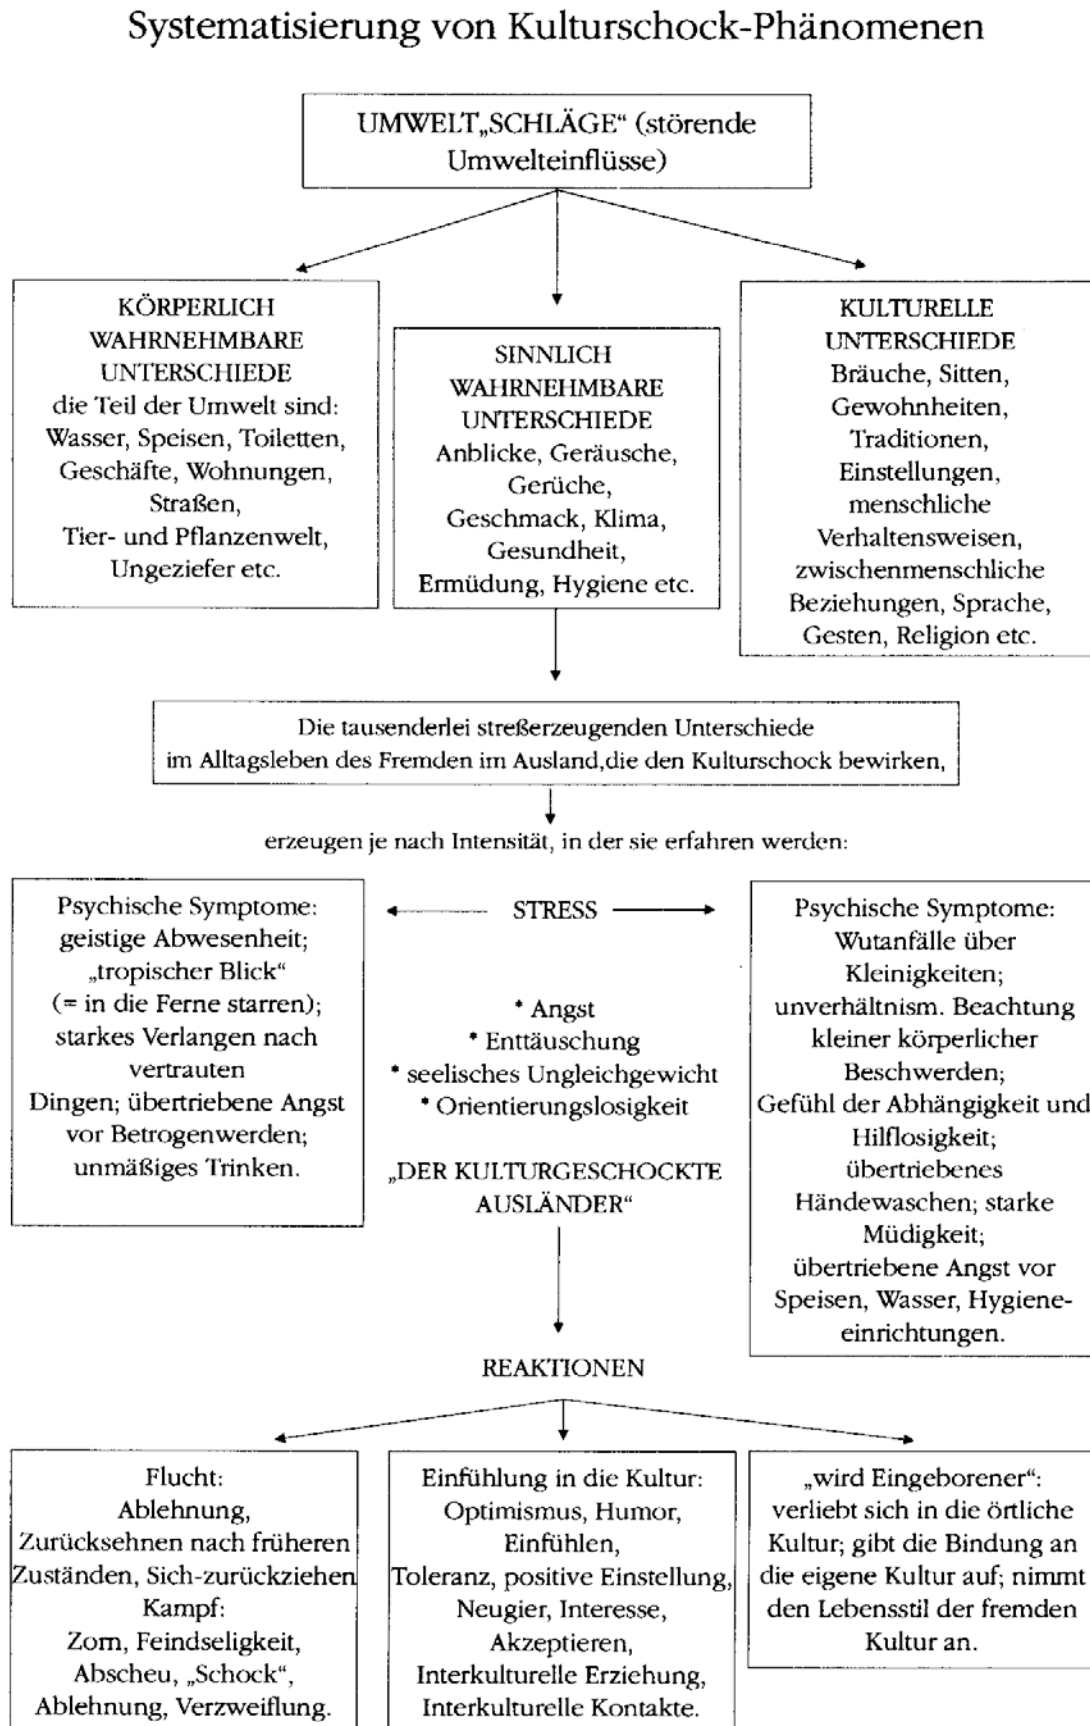 Systematisierung von Kulturschock-Phänomenen
UMWELT„SCHLÄGE“ (störende
Umwelteinflüsse)
KÖRPERLICH
WAHRNEHMBARE
UNTERSCHIEDE
die Teil der Umwelt sind:
Wasser, Speisen, Toiletten,
Geschäfte, Wohnungen,
Straßen,
Tier- und Pflanzenwelt,
Ungeziefer etc.
SINNLICH
WAHRNEHMBARE
UNTERSCHIEDE
Anblicke, Geräusche,
Gerüche,
Geschmack, Klima,
Gesundheit,
Ermüdung, Hygiene etc.
KULTURELLE
UNTERSCHIEDE
Bräuche, Sitten,
Gewohnheiten,
Traditionen,
Einstellungen,
menschliche
Verhaltensweisen,
zwischenmenschliche
Beziehungen, Sprache,
Gesten, Religion etc.
Die tausenderlei streßerzeugenden Unterschiede
im Alltagsleben des Fremden im Ausland,die den Kulturschock bewirken,
erzeugen je nach Intensität, in der sie erfahren werden:
Psychische Symptome:
geistige Abwesenheit;
„tropischer Blick“
(= in die Ferne starren);
starkes Verlangen nach
vertrauten
Dingen; übertriebene Angst
vor Betrogenwerden;
unmäßiges Trinken.
STRESS
* Angst
* Enttäuschung
* seelisches Ungleichgewicht
* Orientierungslosigkeit
„DER KULTURGESCHOCKTE
AUSLÄNDER“
Psychische Symptome:
Wutanfälle über
Kleinigkeiten;
unverhältnism. Beachtung
kleiner körperlicher
Beschwerden;
Gefühl der Abhängigkeit und
Hilflosigkeit;
übertriebenes
Händewaschen; starke
Müdigkeit;
übertriebene Angst vor
Speisen, Wasser, Hygiene-
einrichtungen.
REAKTIONEN
Flucht:
Ablehnung,
Zurücksehnen nach früheren
Zuständen, Sich-zurückziehen
Kampf:
Zorn, Feindseligkeit,
Abscheu, „Schock“,
Ablehnung, Verzweiflung.
Einfühlung in die Kultur:
Optimismus, Humor,
Einfühlen,
Toleranz, positive Einstellung,
Neugier, Interesse,
Akzeptieren,
Interkulturelle Erziehung,
Interkulturelle Kontakte.
„wird Eingeborener“:
verliebt sich in die örtliche
Kultur; gibt die Bindung an
die eigene Kultur auf; nimmt
den Lebensstil der fremden
Kultur an.